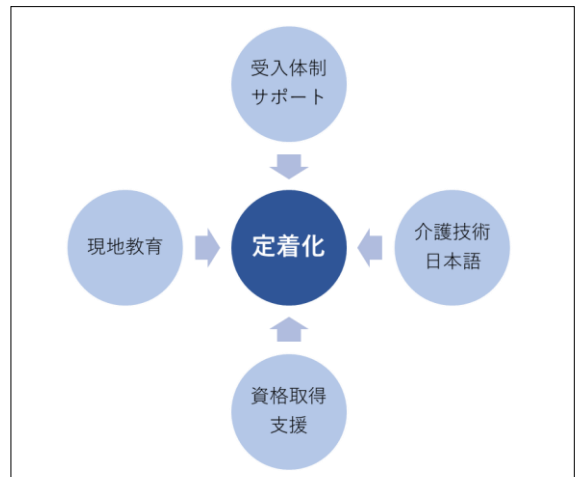 受入体制
サポート
現地教育
定着化
介護技術
日本語
資格取得
支援